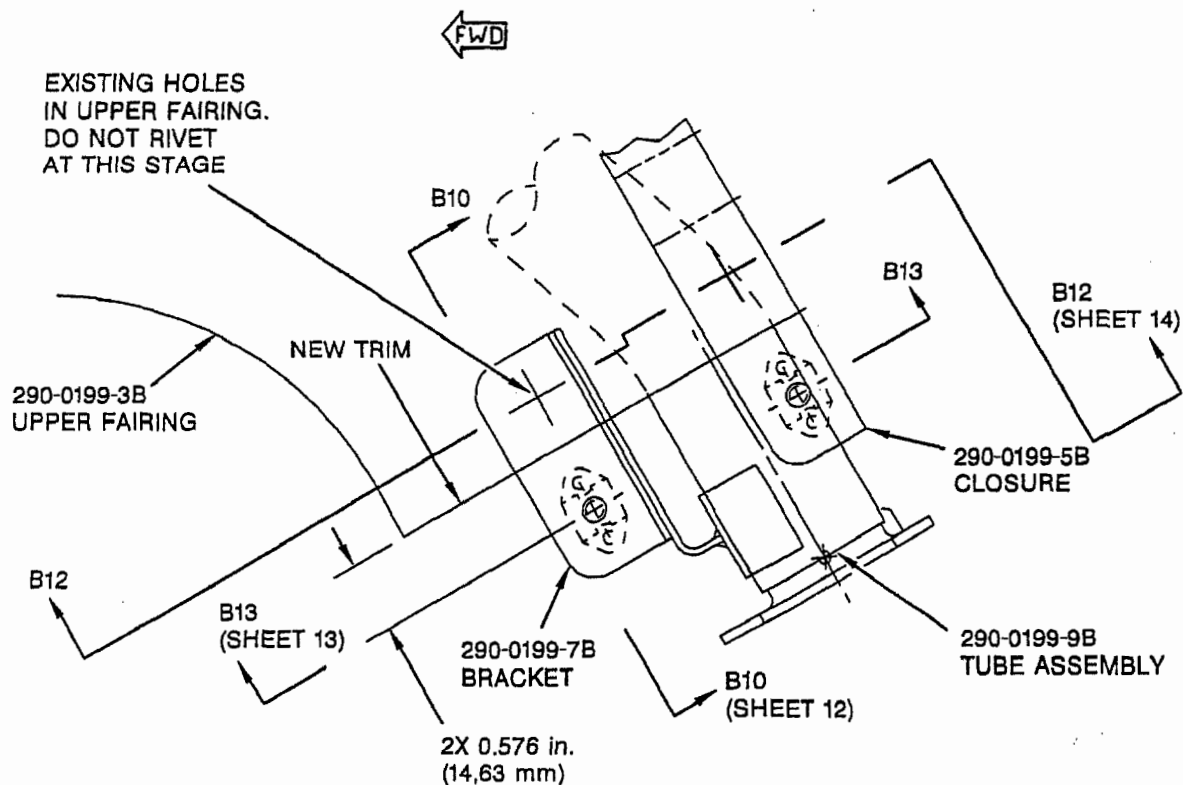 FWD
EXISTING HOLES
IN UPPER FAIRING.
DO NOT RIVET
AT THIS STAGE
B10
B13
B12
(SHEET 14)
NEW TRIM
290-0199-3B
UPPER FAIRING
290-0199-5B
CLOSURE
B12
B13
(SHEET 13)
290-0199-7B
BRACKET
290-0199-9B
TUBE ASSEMBLY
B10
(SHEET 12)
2X 0.576 in.
(14,63 mm)